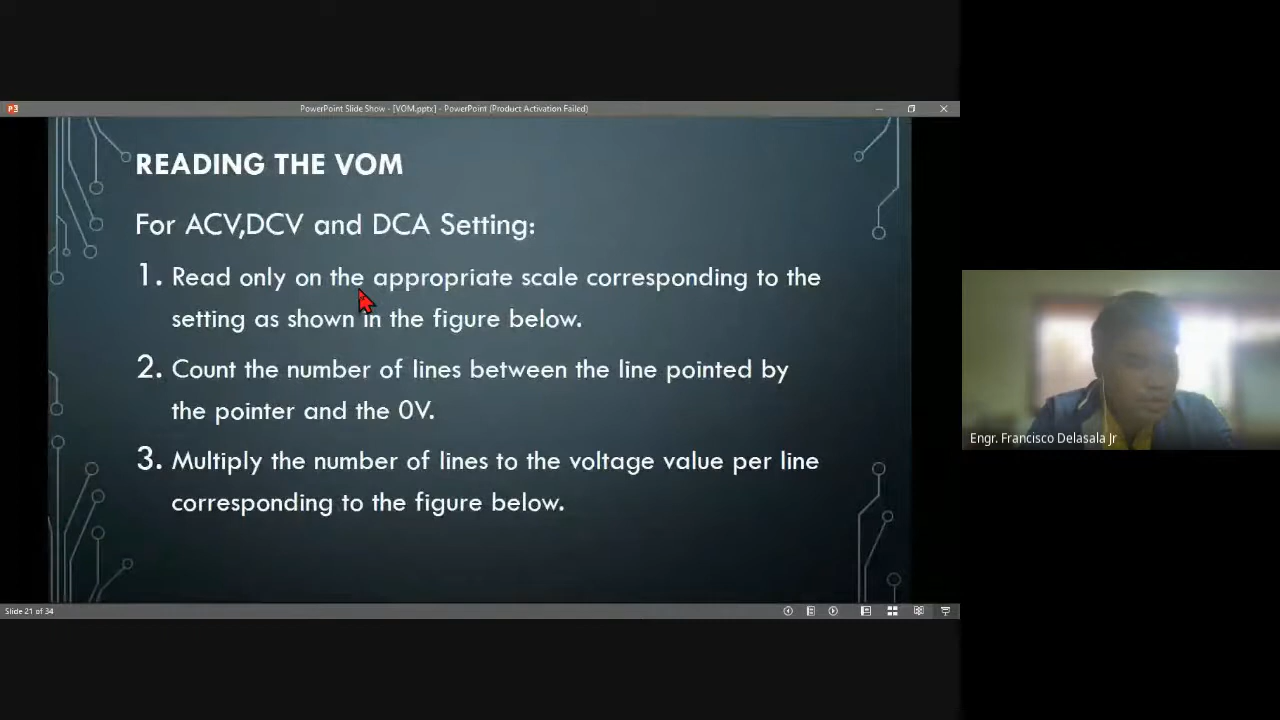 PowerPoint Slide Show - [VOM.pptx] - PowerPoint (Product Activation Failed)
READING THE VOM
For ACV,DCV and DCA Setting:
1. Read only on the appropriate scale corresponding to the
setting as shown in the figure below.
2. Count the number of lines between the line pointed by
the pointer and the 0V.
3. Multiply the number of lines to the voltage value per line
corresponding to the figure below.
Slide 21 of 34
Engr. Francisco Delasala Jr